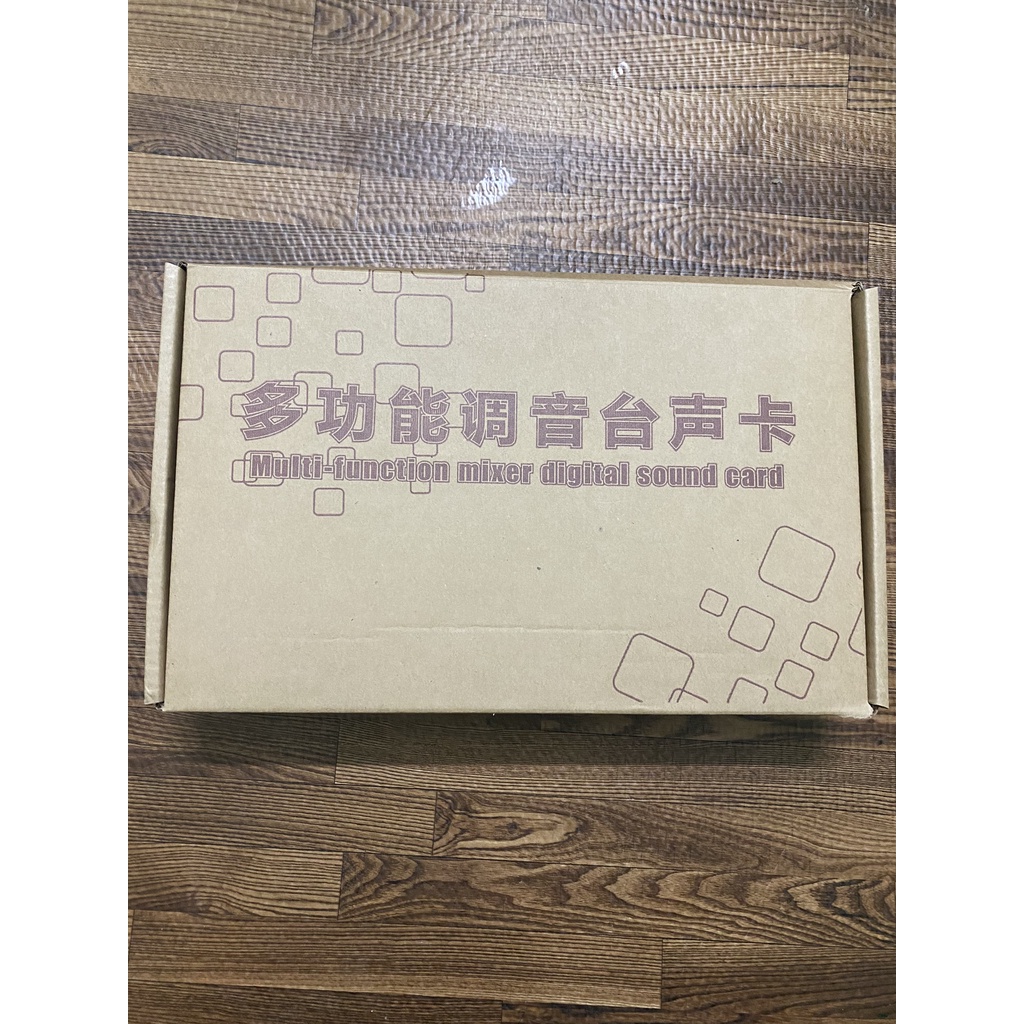 多功能调音台声卡
Multi-function mixer digital sound card